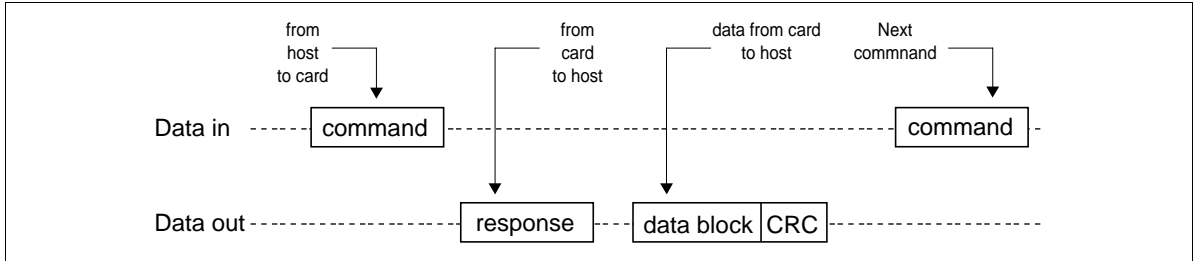 from
host
to card
from
card
to host
data from card
to host
Next
commnand
Data in
command
command
Data out
response
data block
CRC